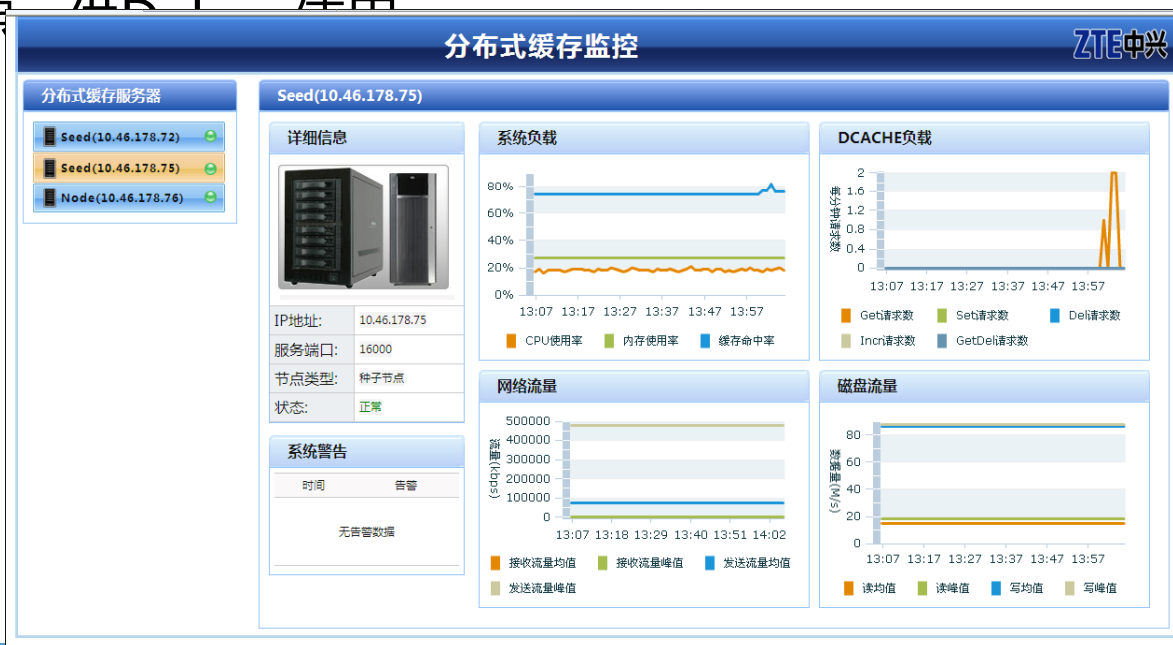 分布式缓存监控
ZTE中兴
分布式缓存服务器
Seed(10.46.178.72)
Seed(10.46.178.75)
Node(10.46.178.76)
Seed(10.46.178.75)
详细信息
IP地址: 10.46.178.75
服务端口: 16000
节点类型: 种子节点
状态: 正常
系统警告
时间 告警
无告警数据
系统负载
80%
60%
40%
20%
0%
13:07 13:17 13:27 13:37 13:47 13:57
CPU使用率 内存使用率 缓存命中率
DCACHE负载
每分钟请求数
2
1.6
1.2
0.8
0.4
0
13:07 13:17 13:27 13:37 13:47 13:57
Get请求数 Set请求数 Del请求数
Incr请求数 GetDel请求数
网络流量
流量(kbps)
500000
400000
300000
200000
100000
0
13:07 13:18 13:29 13:40 13:51 14:02
接收流量均值 接收流量峰值 发送流量均值
发送流量峰值
磁盘流量
数据量(M/s)
80
60
40
20
0
13:07 13:17 13:27 13:37 13:47 13:57
读均值 读峰值 写均值 写峰值